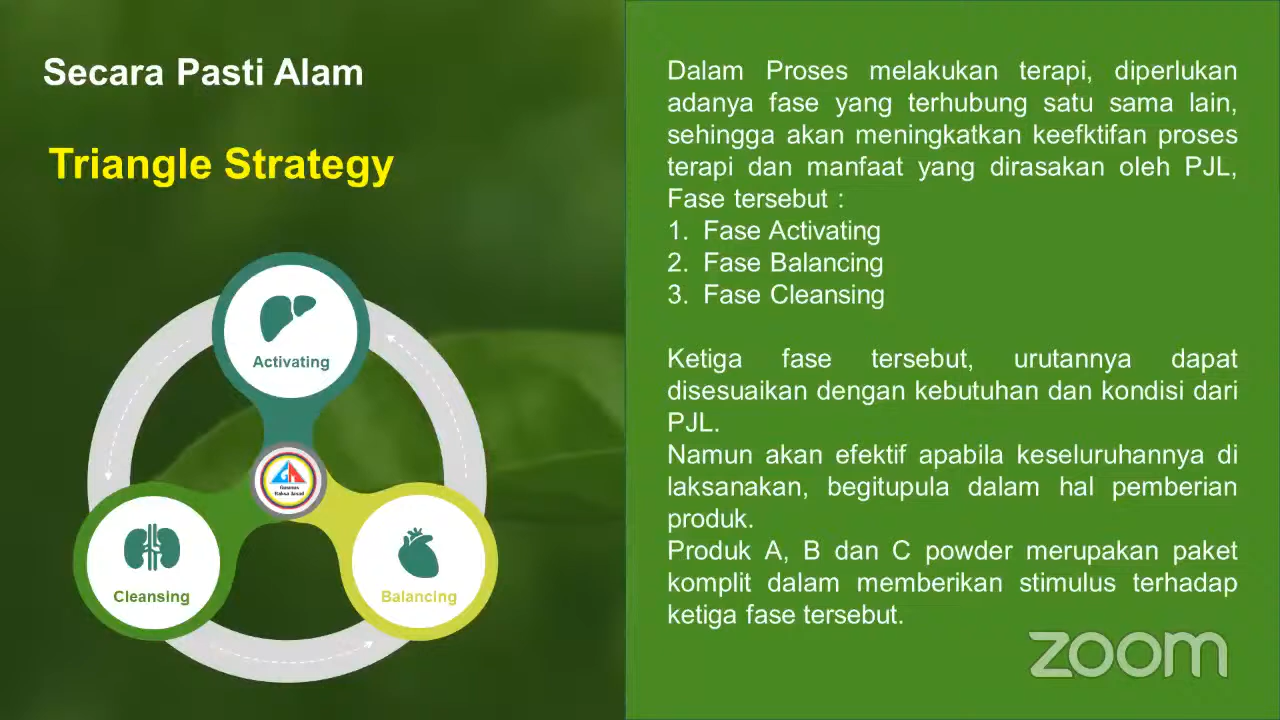 Secara Pasti Alam
Triangle Strategy
Activating
Gusmus
Raksa Jasad
Cleansing
Balancing
Dalam Proses melakukan terapi, diperlukan
adanya fase yang terhubung satu sama lain,
sehingga akan meningkatkan keefktifan proses
terapi dan manfaat yang dirasakan oleh PJL,
Fase tersebut :
1. Fase Activating
2. Fase Balancing
3. Fase Cleansing
Ketiga fase tersebut, urutannya dapat
disesuaikan dengan kebutuhan dan kondisi dari
PJL.
Namun akan efektif apabila keseluruhannya di
laksanakan, begitupula dalam hal pemberian
produk.
Produk A, B dan C powder merupakan paket
komplit dalam memberikan stimulus terhadap
ketiga fase tersebut.
zoom